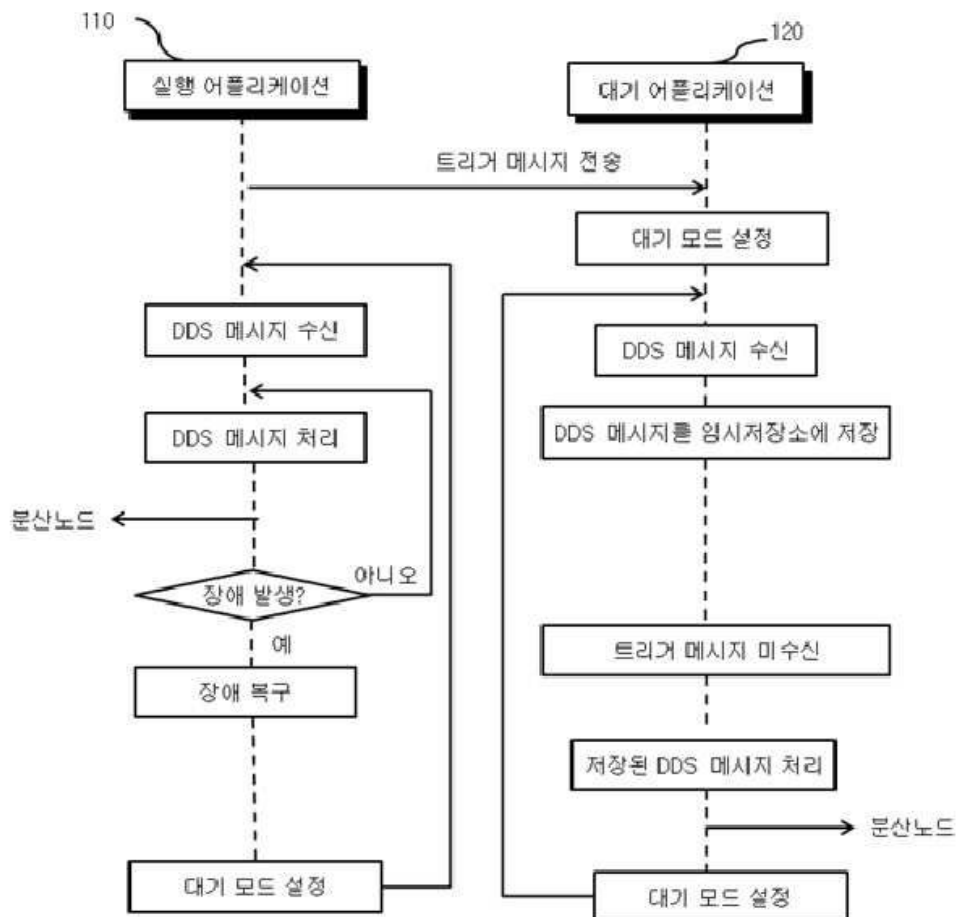 110
120
실행 어플리케이션
대기 어플리케이션
트리거 메시지 전송
대기 모드 설정
DDS 메시지 수신
DDS 메시지 수신
DDS 메시지 처리
DDS 메시지를 임시저장소에 저장
분산노드
아니오
장애 발생?
예
트리거 메시지 미수신
장애 복구
저장된 DDS 메시지 처리
분산노드
대기 모드 설정
대기 모드 설정